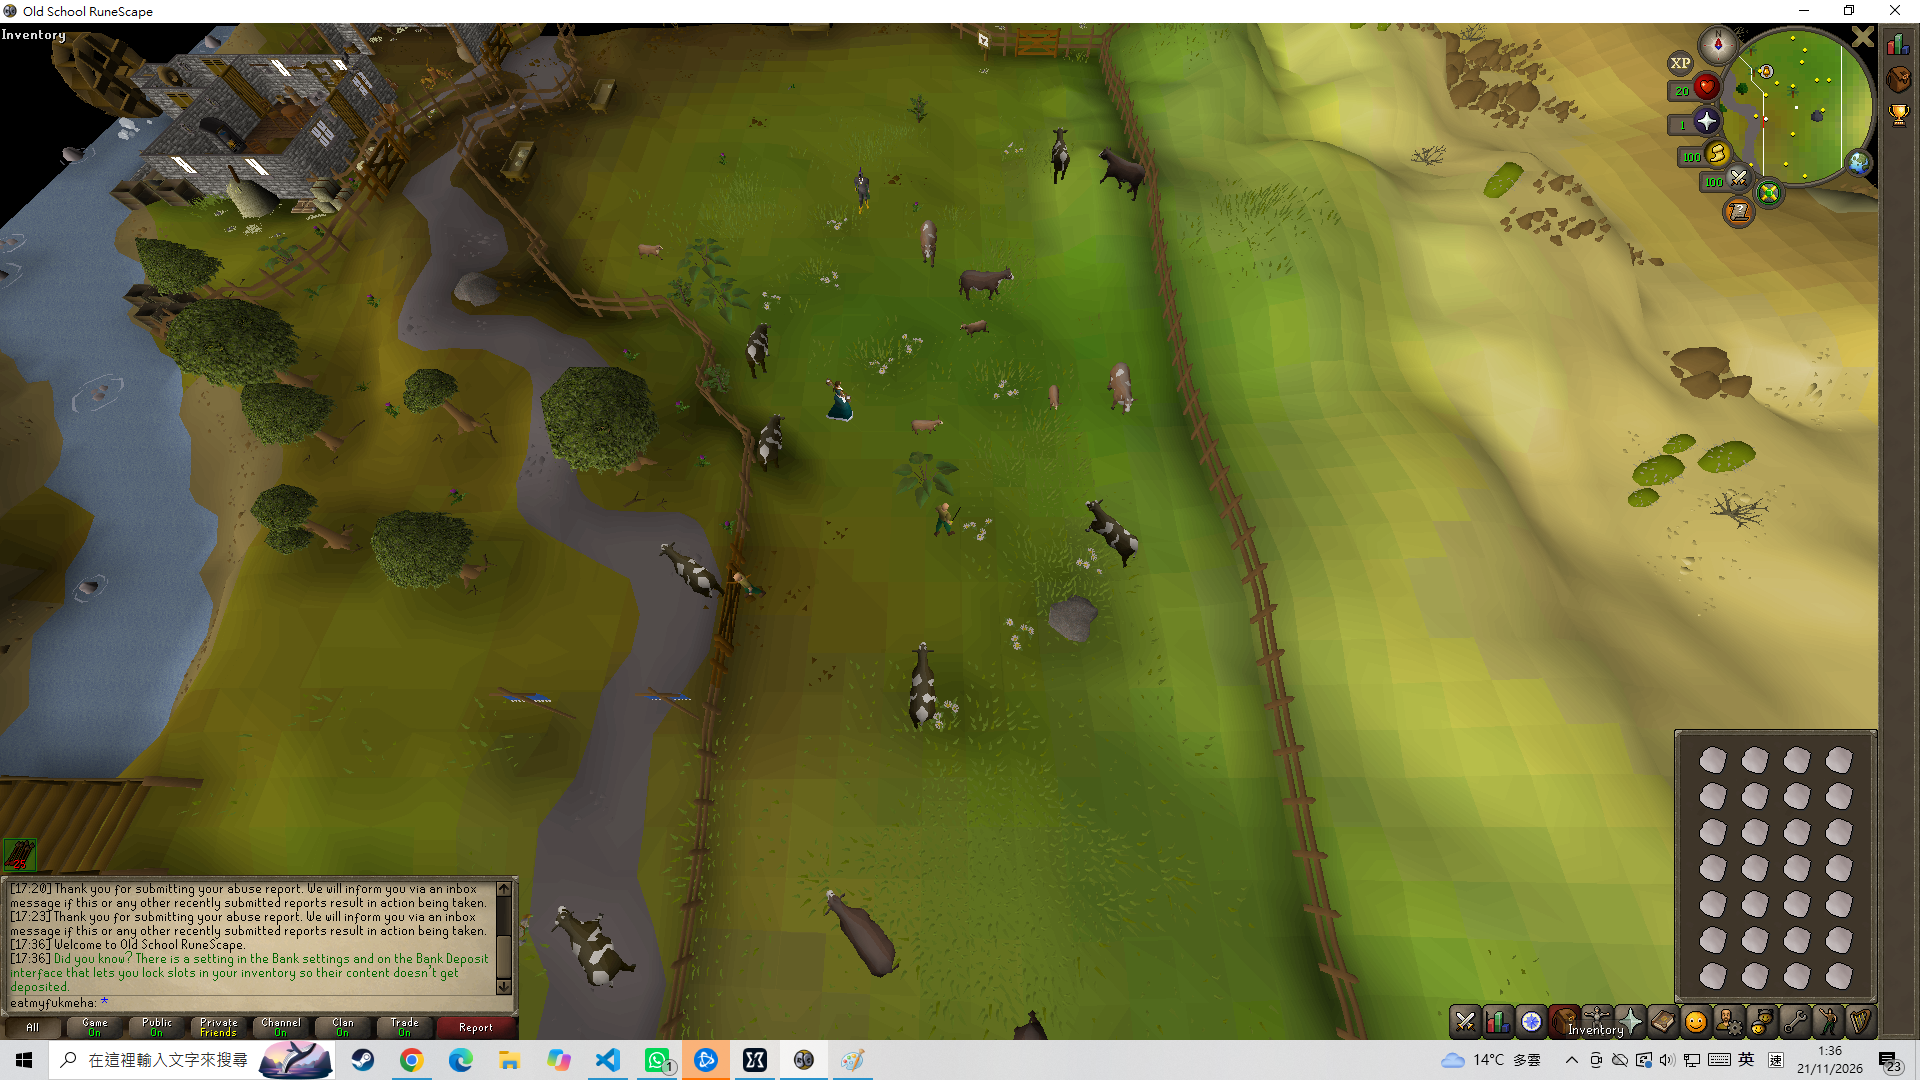 Old School RuneScape
Inventory
N
XP
20
1
100
100
25
[17:20] Thank you for submitting your abuse report. We will inform you via an inbox
message if this or any other recently submitted reports result in action being taken.
[17:23] Thank you for submitting your abuse report. We will inform you via an inbox
message if this or any other recently submitted reports result in action being taken.
[17:36] Welcome to Old School RuneScape.
[17:36] Did you know? There is a setting in the Bank settings and on the Bank Deposit
interface that lets you lock slots in your inventory so their content doesn't get
deposited.
eatmyfukmeha: *
All
Game
On
Public
On
Private
Friends
Channel
On
Clan
On
Trade
On
Report
Inventory
在這裡輸入文字來搜尋
1
14°C 多雲
英
速
1:36
21/11/2026
23